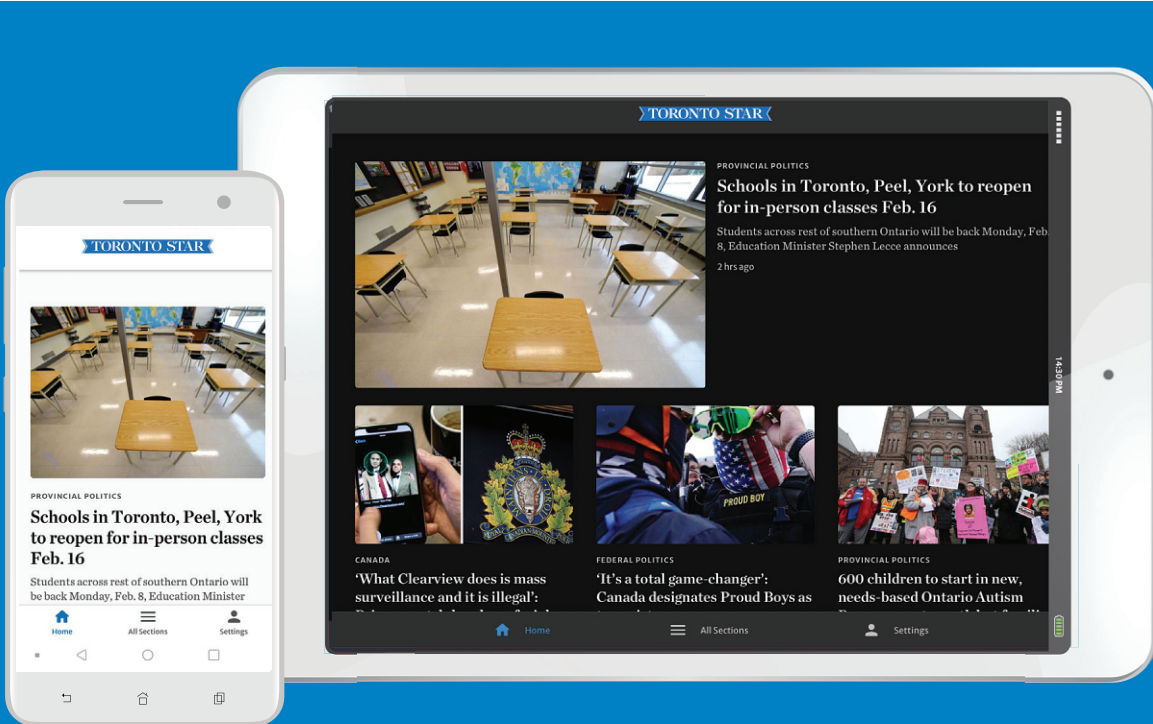 TORONTO STAR
PROVINCIAL POLITICS
Schools in Toronto, Peel, York
to reopen for in-person classes
Feb. 16
Students across rest of southern Ontario will
be back Monday, Feb. 8, Education Minister
Home
All Sections
Settings
TORONTO STAR
PROVINCIAL POLITICS
Schools in Toronto, Peel, York to reopen
for in-person classes Feb. 16
Students across rest of southern Ontario will be back Monday, Feb.
8, Education Minister Stephen Lecce announces
2 hrs ago
14:30 PM
PROUD BOY
CANADA
‘What Clearview does is mass
surveillance and it is illegal’:
FEDERAL POLITICS
‘It’s a total game-changer’:
Canada designates Proud Boys as
PROVINCIAL POLITICS
600 children to start in new,
needs-based Ontario Autism
Home
All Sections
Settings